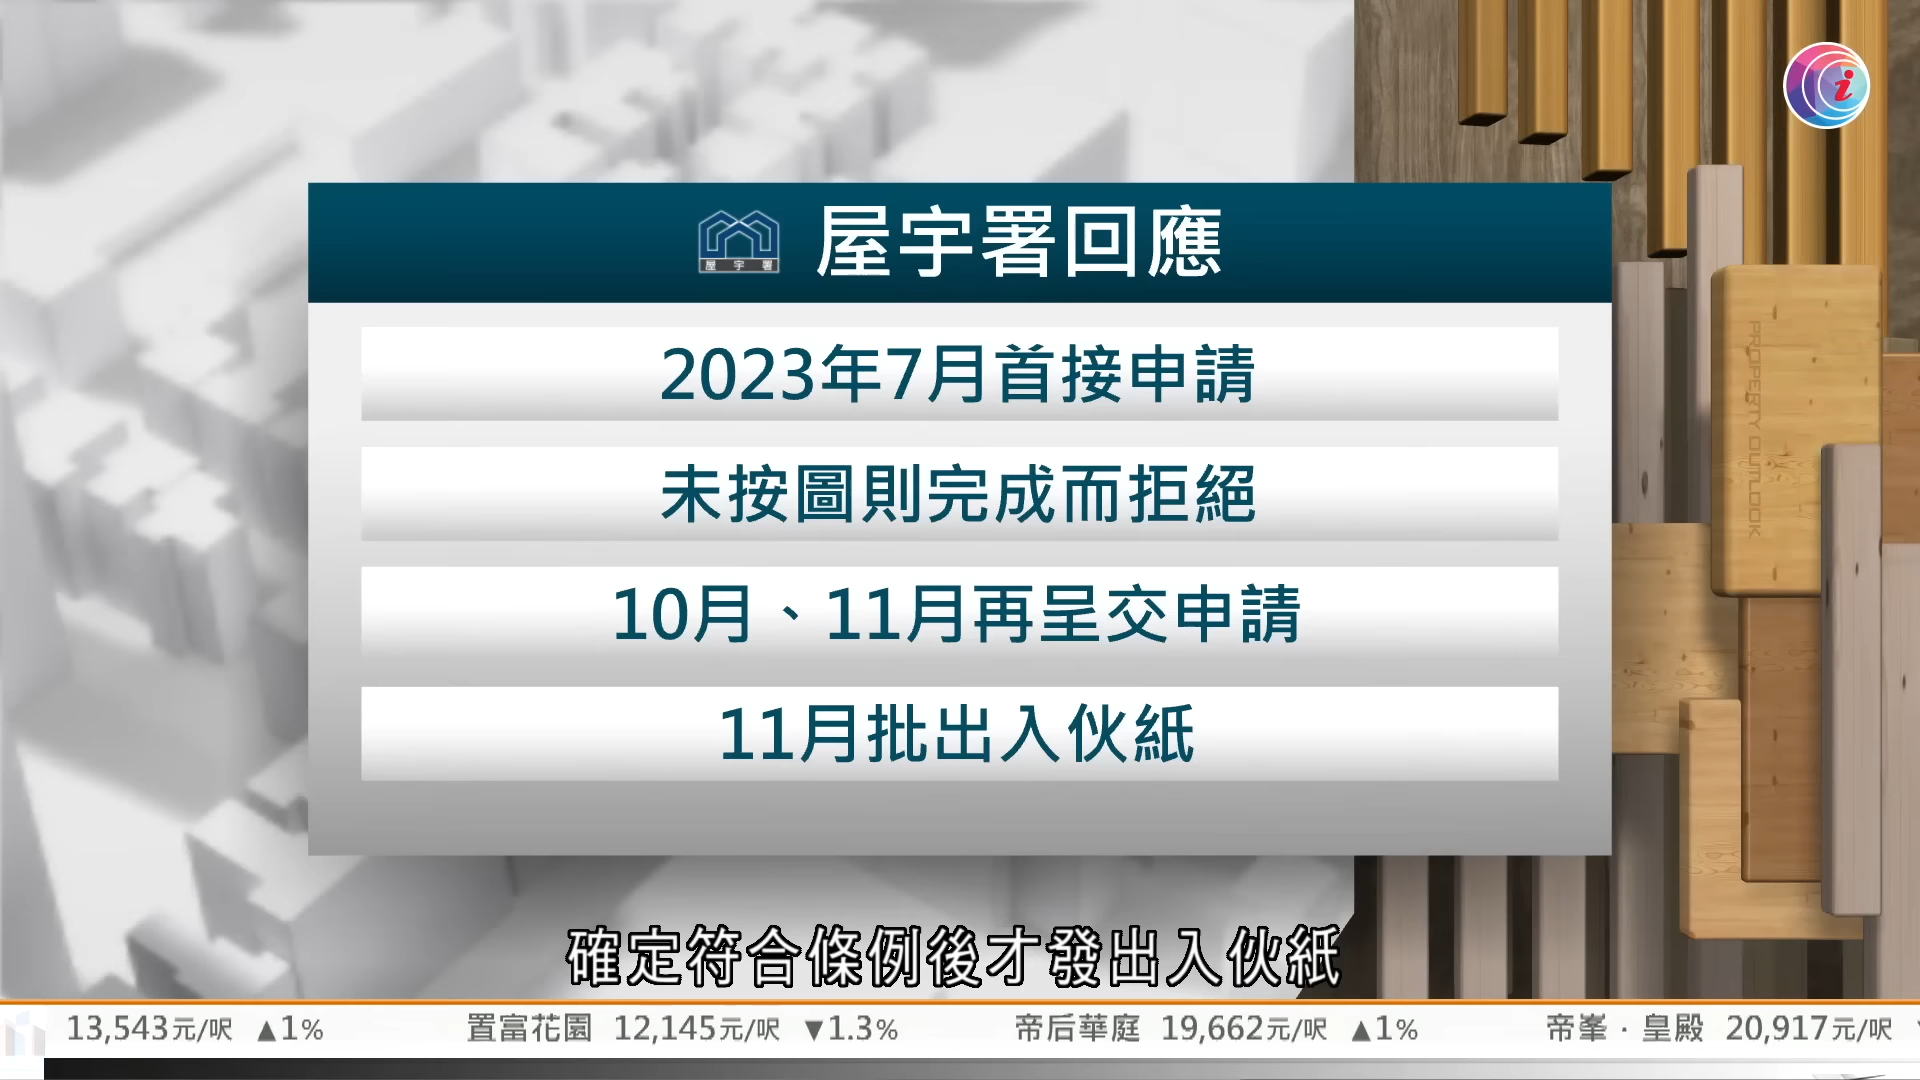 屋宇署回應
屋宇署
2023年7月首接申請
未按圖則完成而拒絕
10月、11月再呈交申請
11月批出入伙紙
PROPERTY OUTLOOK
確定符合條例後才發出入伙紙
13,543元/呎 ▲1% 置富花園 12,145元/呎 ▼1.3% 帝后華庭 19,662元/呎 ▲1% 帝峯·皇殿 20,917元/呎